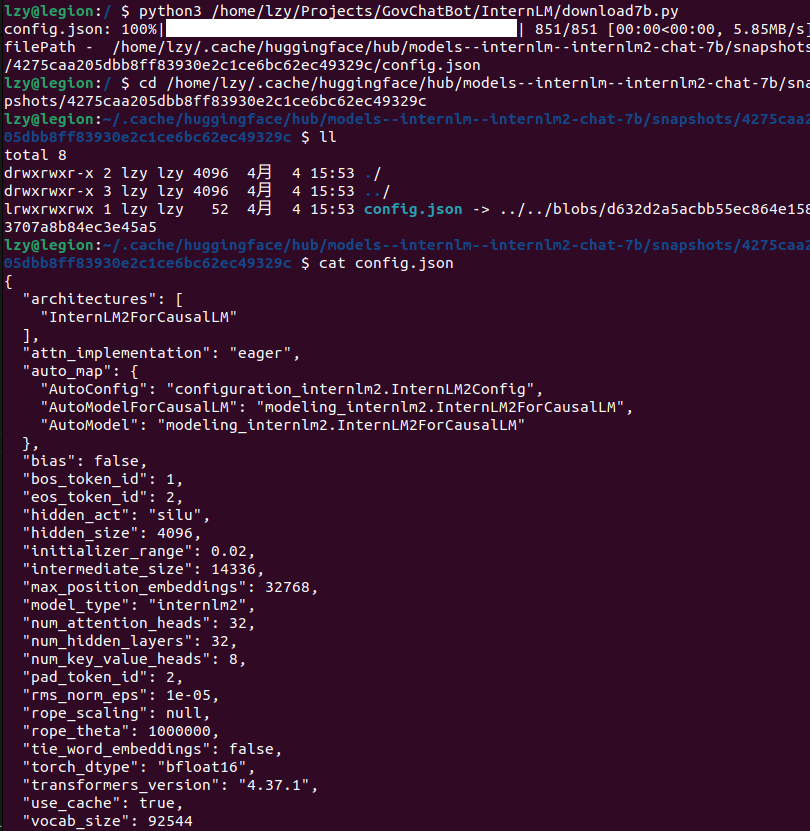 lzy@legion:/ $ python3 /home/lzy/Projects/GovChatBot/InternLM/download7b.py
config.json: 100%|| 851/851 [00:00<00:00, 5.85MB/s]
filePath -  /home/lzy/.cache/huggingface/hub/models--internlm--internlm2-chat-7b/snapshots
/4275caa205dbb8ff83930e2c1ce6bc62ec49329c/config.json
lzy@legion:/ $ cd /home/lzy/.cache/huggingface/hub/models--internlm--internlm2-chat-7b/sna
pshots/4275caa205dbb8ff83930e2c1ce6bc62ec49329c
lzy@legion:~/.cache/huggingface/hub/models--internlm--internlm2-chat-7b/snapshots/4275caa2
05dbb8ff83930e2c1ce6bc62ec49329c $ ll
total 8
drwxrwxr-x 2 lzy lzy 4096  4月  4 15:53 ./
drwxrwxr-x 3 lzy lzy 4096  4月  4 15:53 ../
lrwxrwxrwx 1 lzy lzy   52  4月  4 15:53 config.json -> ../../blobs/d632d2a5acbb55ec864e158
3707a8b84ec3e45a5
lzy@legion:~/.cache/huggingface/hub/models--internlm--internlm2-chat-7b/snapshots/4275caa2
05dbb8ff83930e2c1ce6bc62ec49329c $ cat config.json
{
  "architectures": [
    "InternLM2ForCausalLM"
  ],
  "attn_implementation": "eager",
  "auto_map": {
    "AutoConfig": "configuration_internlm2.InternLM2Config",
    "AutoModelForCausalLM": "modeling_internlm2.InternLM2ForCausalLM",
    "AutoModel": "modeling_internlm2.InternLM2ForCausalLM"
  },
  "bias": false,
  "bos_token_id": 1,
  "eos_token_id": 2,
  "hidden_act": "silu",
  "hidden_size": 4096,
  "initializer_range": 0.02,
  "intermediate_size": 14336,
  "max_position_embeddings": 32768,
  "model_type": "internlm2",
  "num_attention_heads": 32,
  "num_hidden_layers": 32,
  "num_key_value_heads": 8,
  "pad_token_id": 2,
  "rms_norm_eps": 1e-05,
  "rope_scaling": null,
  "rope_theta": 1000000,
  "tie_word_embeddings": false,
  "torch_dtype": "bfloat16",
  "transformers_version": "4.37.1",
  "use_cache": true,
  "vocab_size": 92544